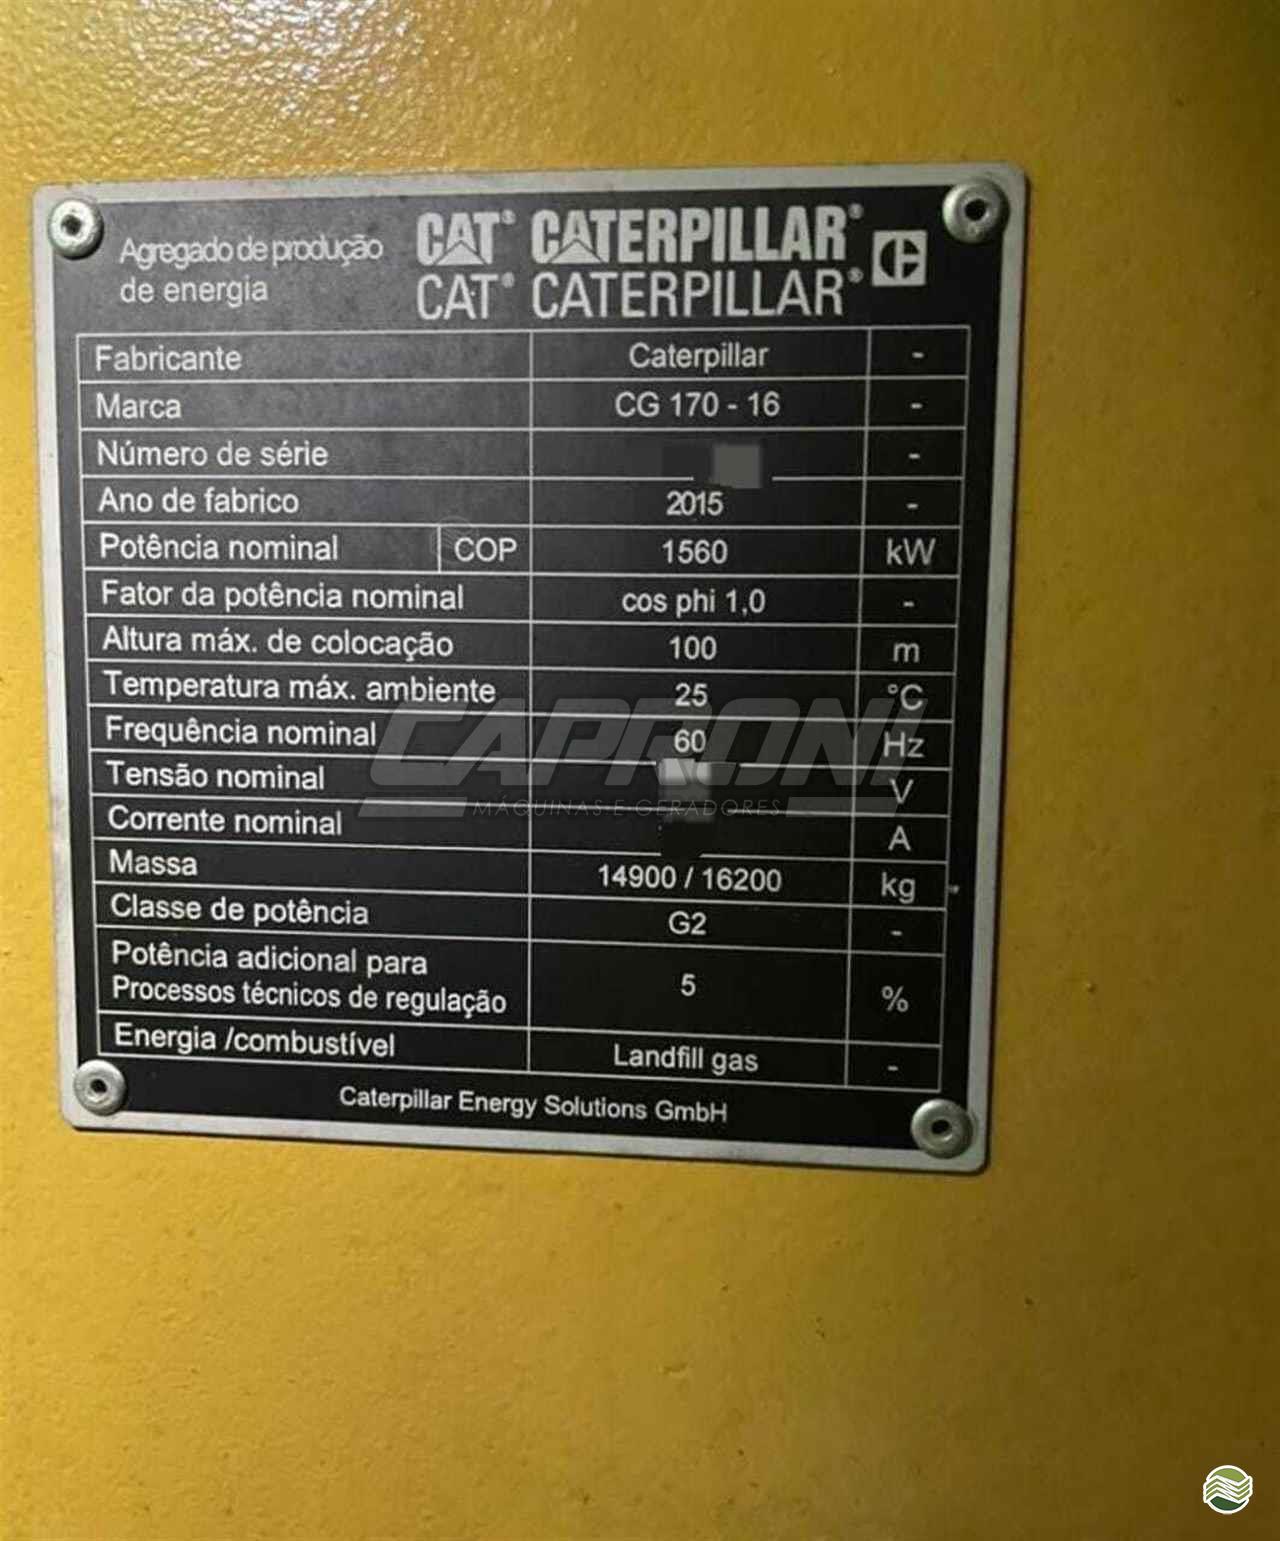 Agregado de produção
de energia
CAT® CATERPILLAR®
CAT® CATERPILLAR®
Fabricante Caterpillar -
Marca CG 170 - 16 -
Número de série -
Ano de fabrico 2015 -
Potência nominal COP 1560 kW
Fator da potência nominal cos phi 1,0 -
Altura máx. de colocação 100 m
Temperatura máx. ambiente 25 °C
Frequência nominal 60 Hz
Tensão nominal V
Corrente nominal A
Massa 14900 / 16200 kg
Classe de potência G2 -
Potência adicional para
Processos técnicos de regulação 5 %
Energia /combustível Landfill gas -
Caterpillar Energy Solutions GmbH
CAPRONI
MÁQUINAS E GERADORES